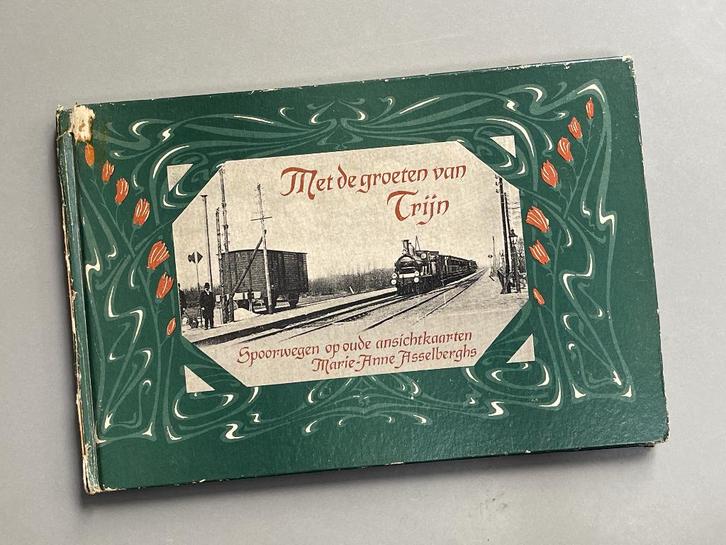 Met de groeten van
Trijn
Spoorwegen op oude ansichtkaarten
Marie-Anne Asselberghs